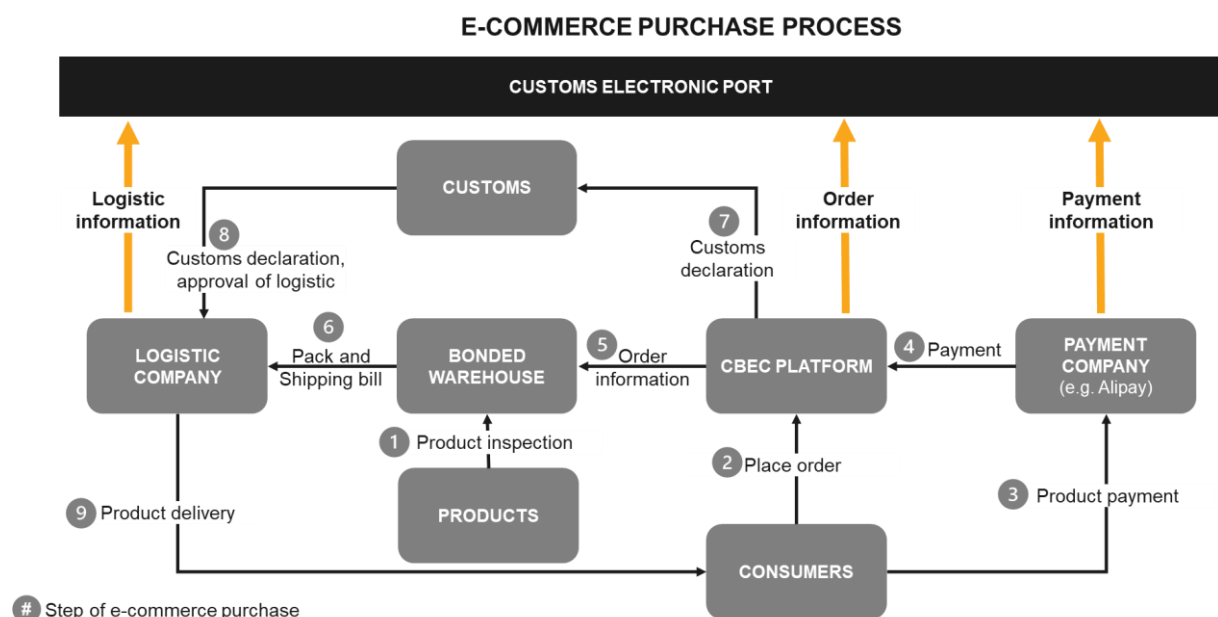 E-COMMERCE PURCHASE PROCESS
CUSTOMS ELECTRONIC PORT
Logistic
information
CUSTOMS
Order
information
Payment
information
8
Customs declaration,
approval of logistic
7
Customs
declaration
LOGISTIC
COMPANY
6
Pack and
Shipping bill
BONDED
WAREHOUSE
5 Order
information
CBEC PLATFORM
4 Payment
PAYMENT
COMPANY
(e.g. Alipay)
1 Product inspection
2 Place order
3 Product payment
9 Product delivery
PRODUCTS
CONSUMERS
# Step of e-commerce purchase